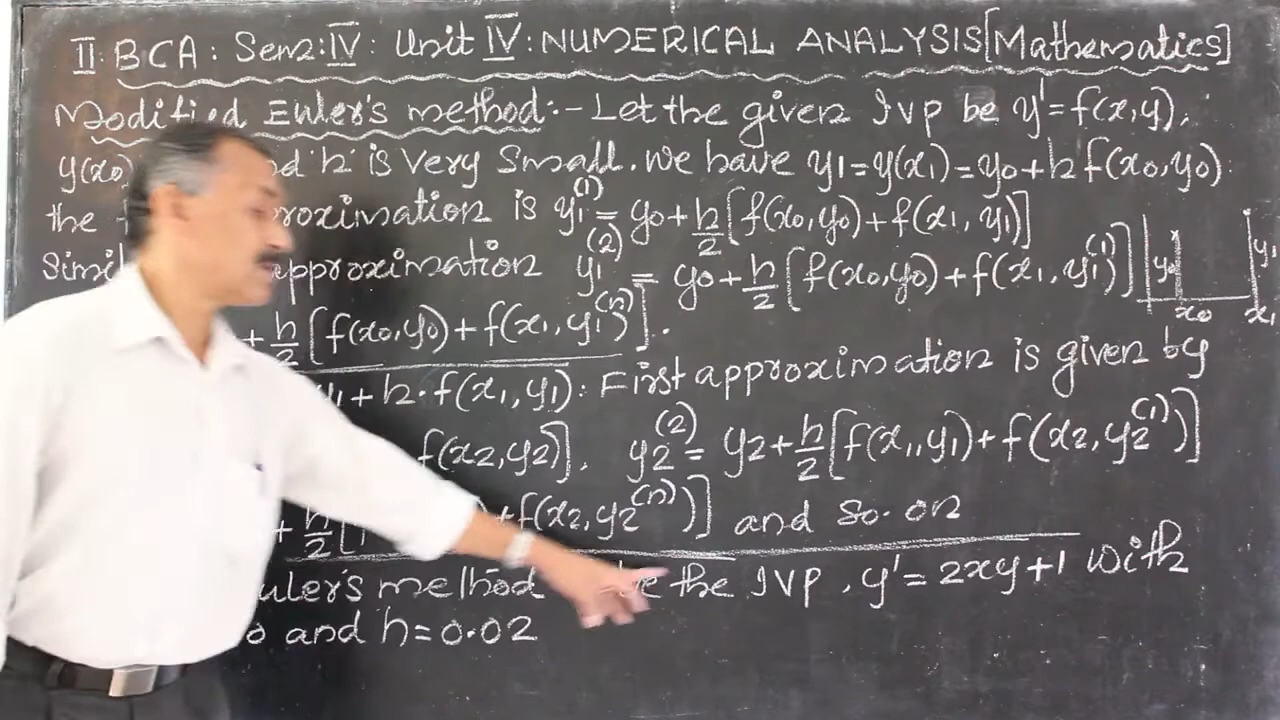 II BCA: Sem: IV: Unit IV: NUMERICAL ANALYSIS[Mathematics]
Modified Euler's method:- Let the given IVP be y' = f(x,y),
y(x0) 'h' is very small. We have y1 = y(x1) = y0 + h f(x0,y0)
the is y1^(1) = y0 + h/2 [f(x0,y0) + f(x1,y1)]
approximation y1^(2) = y0 + h/2 [f(x0,y0) + f(x1,y1^(1))]
y0 y1
x0 x1
+ h/2 [f(x0,y0) + f(x1,y1^(n))].
y1 + h·f(x1,y1): First approximation is given by
f(x2,y2)], y2^(2) = y2 + h/2 [f(x1,y1) + f(x2,y2^(1))]
+ h/2 [ + f(x2,y2^(n))] and so on
method the IVP, y' = 2xy+1 with
and h = 0.02